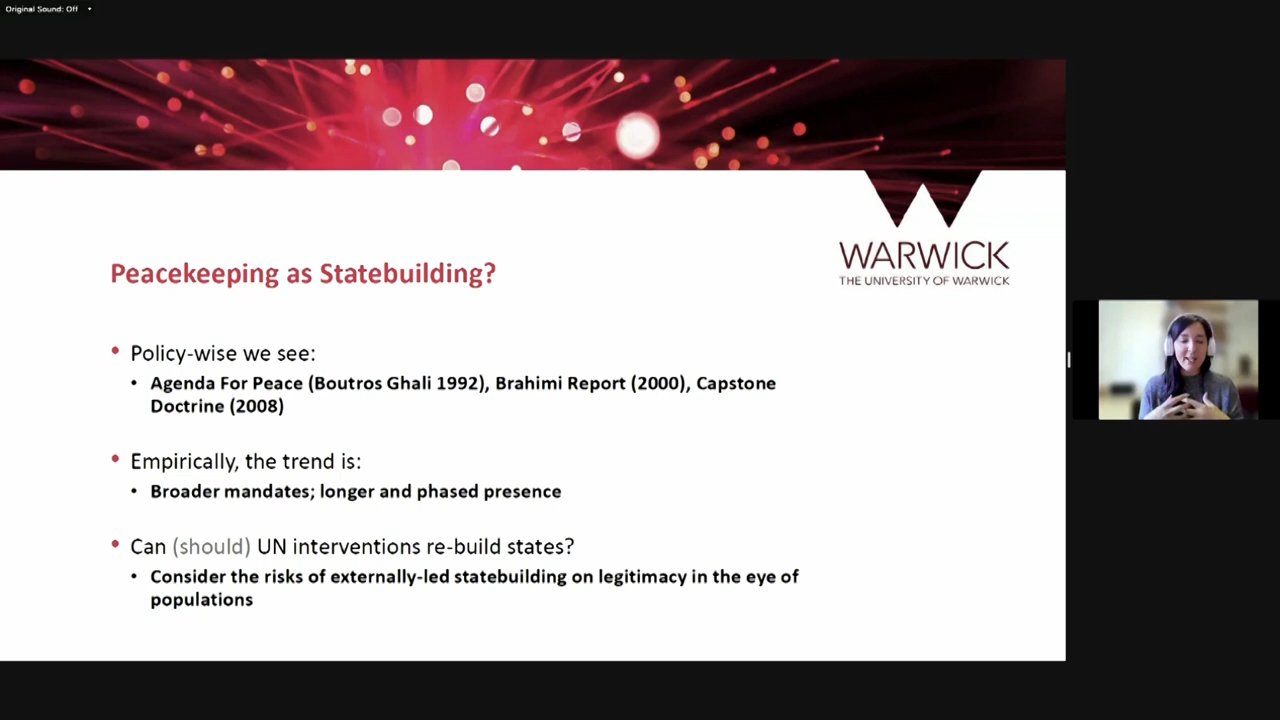 Original Sound: Off
WARWICK
THE UNIVERSITY OF WARWICK
Peacekeeping as Statebuilding?
• Policy-wise we see:
• Agenda For Peace (Boutros Ghali 1992), Brahimi Report (2000), Capstone
Doctrine (2008)
• Empirically, the trend is:
• Broader mandates; longer and phased presence
• Can (should) UN interventions re-build states?
• Consider the risks of externally-led statebuilding on legitimacy in the eye of
populations